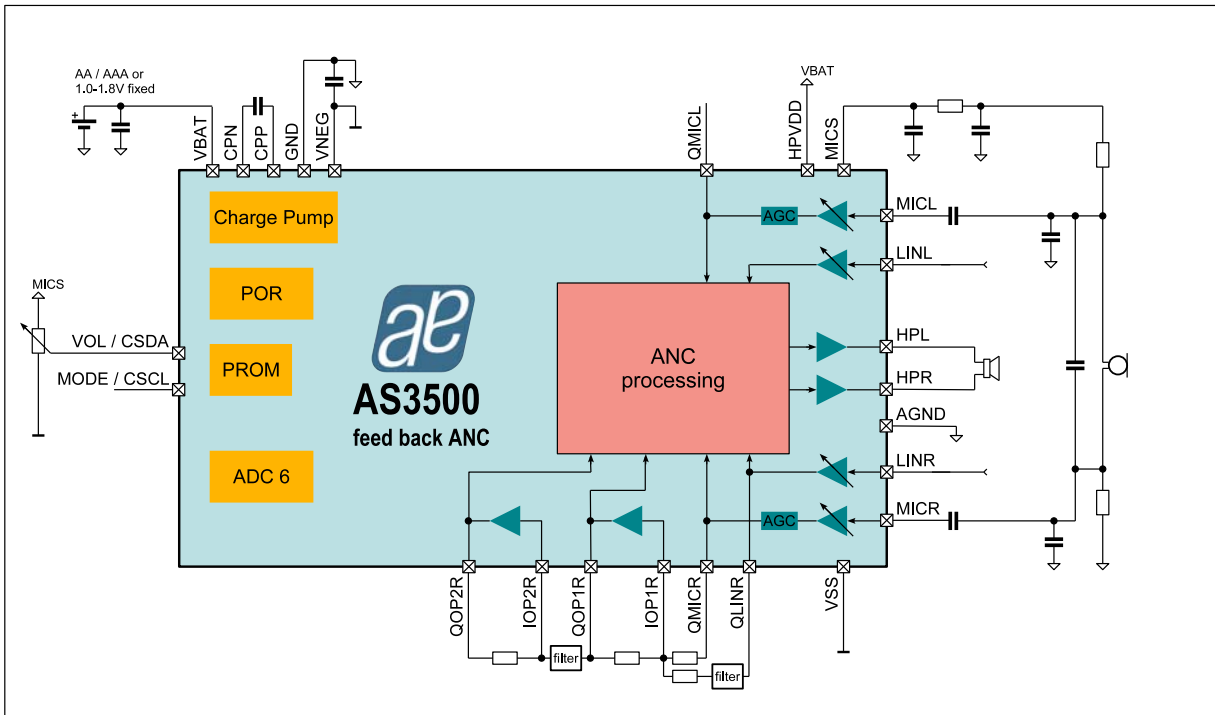 AA / AAA or
1.0-1.8V fixed
VBAT
CPN
CPP
GND
VNEG
QMICL
VBAT
HPVDD
MICS
Charge Pump
POR
PROM
ADC 6
MICS
VOL / CSDA
MODE / CSCL
ae
AS3500
feed back ANC
ANC
processing
AGC
AGC
MICL
LINL
HPL
HPR
AGND
LINR
MICR
QOP2R
IOP2R
QOP1R
IOP1R
QMICR
QLINR
VSS
filter
filter